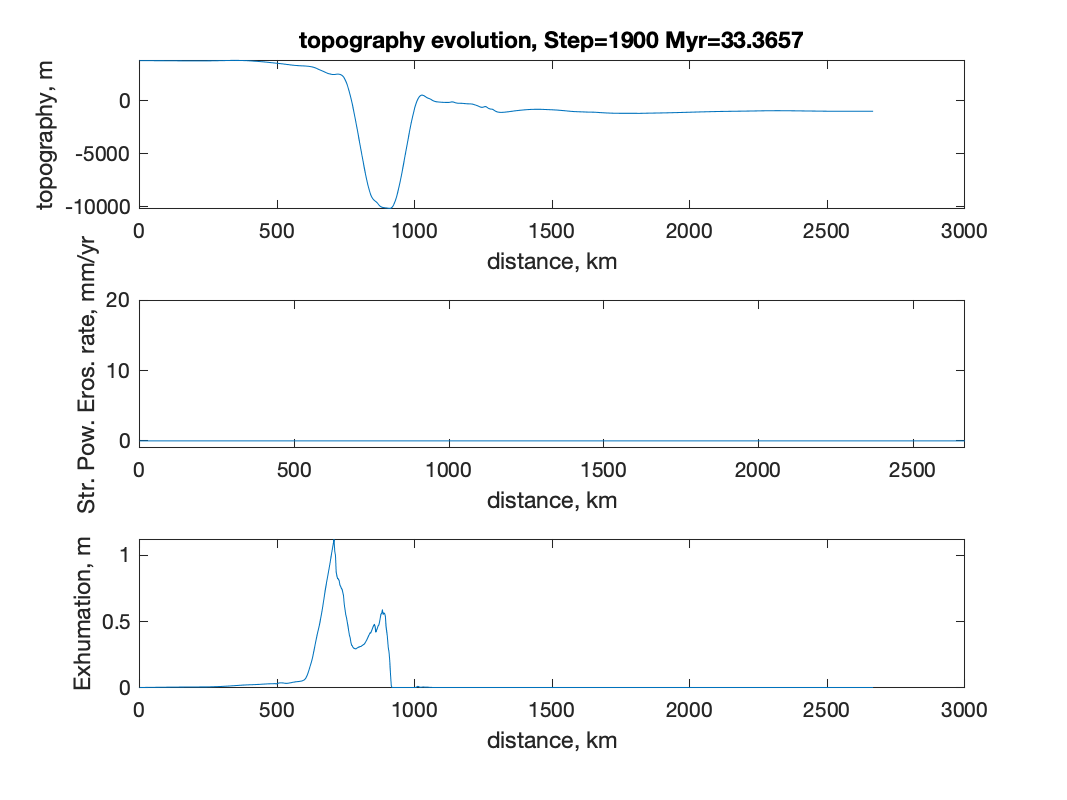 topography evolution, Step=1900 Myr=33.3657
topography, m
0
-5000
-10000
0 500 1000 1500 2000 2500 3000
distance, km
Str. Pow. Eros. rate, mm/yr
20
10
0
0 500 1000 1500 2000 2500
distance, km
Exhumation, m
1
0.5
0
0 500 1000 1500 2000 2500 3000
distance, km